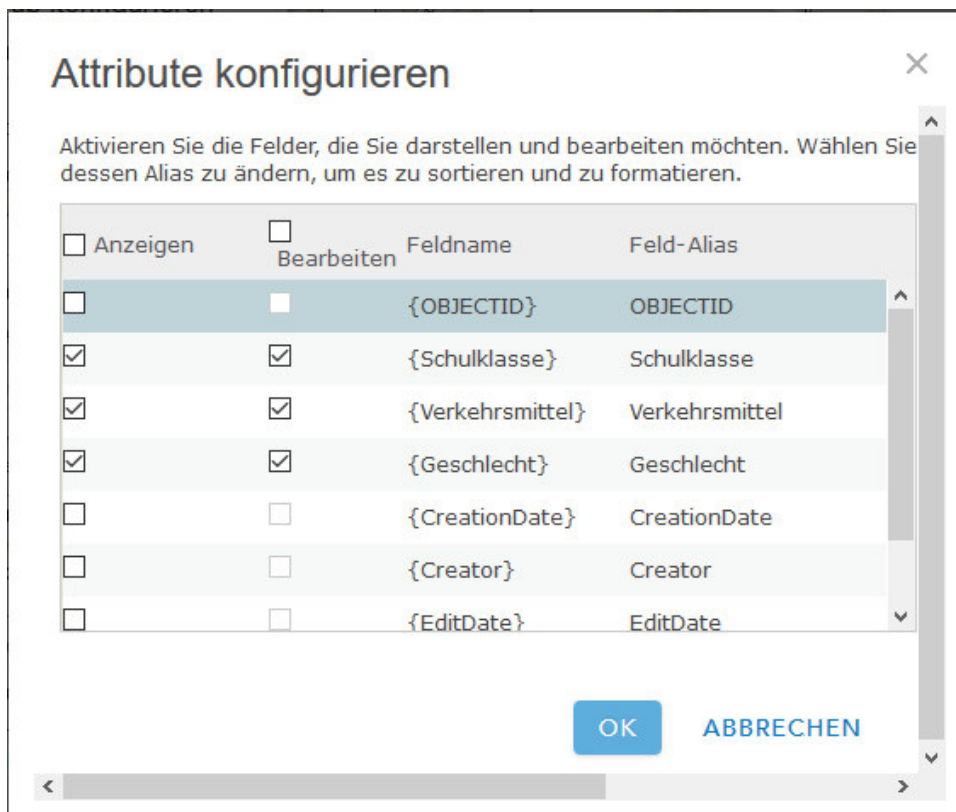 Attribute konfigurieren
Aktivieren Sie die Felder, die Sie darstellen und bearbeiten möchten. Wählen Sie
dessen Alias zu ändern, um es zu sortieren und zu formatieren.
Anzeigen Bearbeiten Feldname Feld-Alias
{OBJECTID} OBJECTID
{Schulklasse} Schulklasse
{Verkehrsmittel} Verkehrsmittel
{Geschlecht} Geschlecht
{CreationDate} CreationDate
{Creator} Creator
{EditDate} EditDate
OK ABBRECHEN